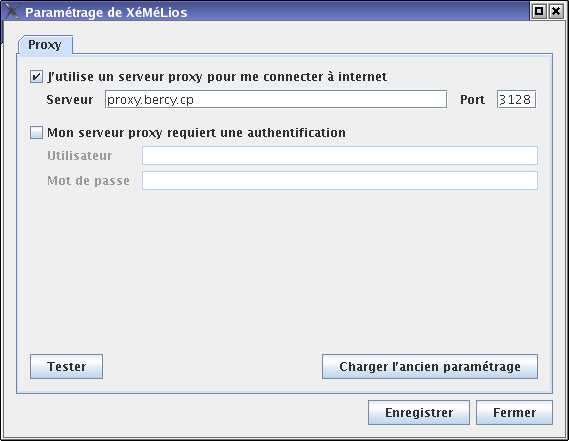 Paramétrage de XéMéLios
Proxy
J'utilise un serveur proxy pour me connecter à internet
Serveur proxy.bercy.cp Port 3128
Mon serveur proxy requiert une authentification
Utilisateur
Mot de passe
Tester Charger l'ancien paramétrage
Enregistrer Fermer